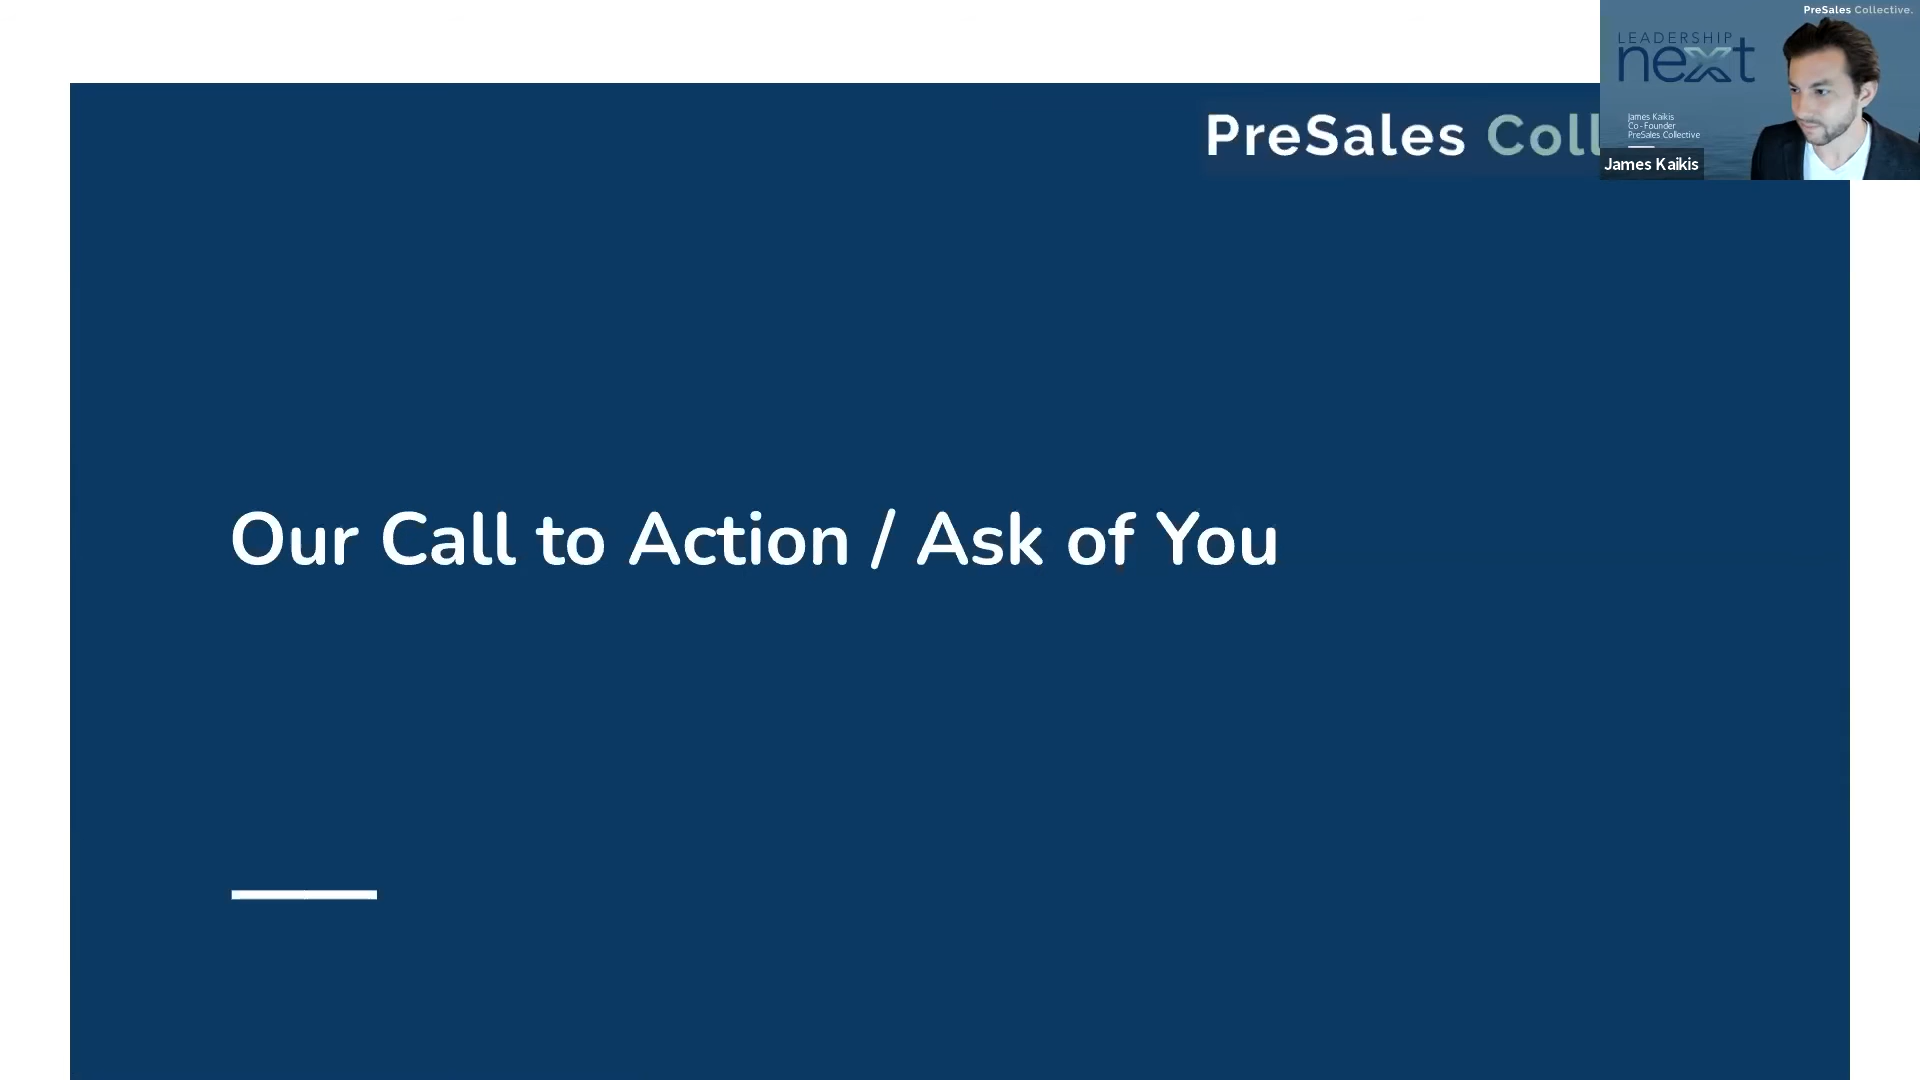 PreSales Collective.
LEADERSHIP
next
James Kaikis
Co-Founder
PreSales Collective
James Kaikis
PreSales Coll
Our Call to Action / Ask of You